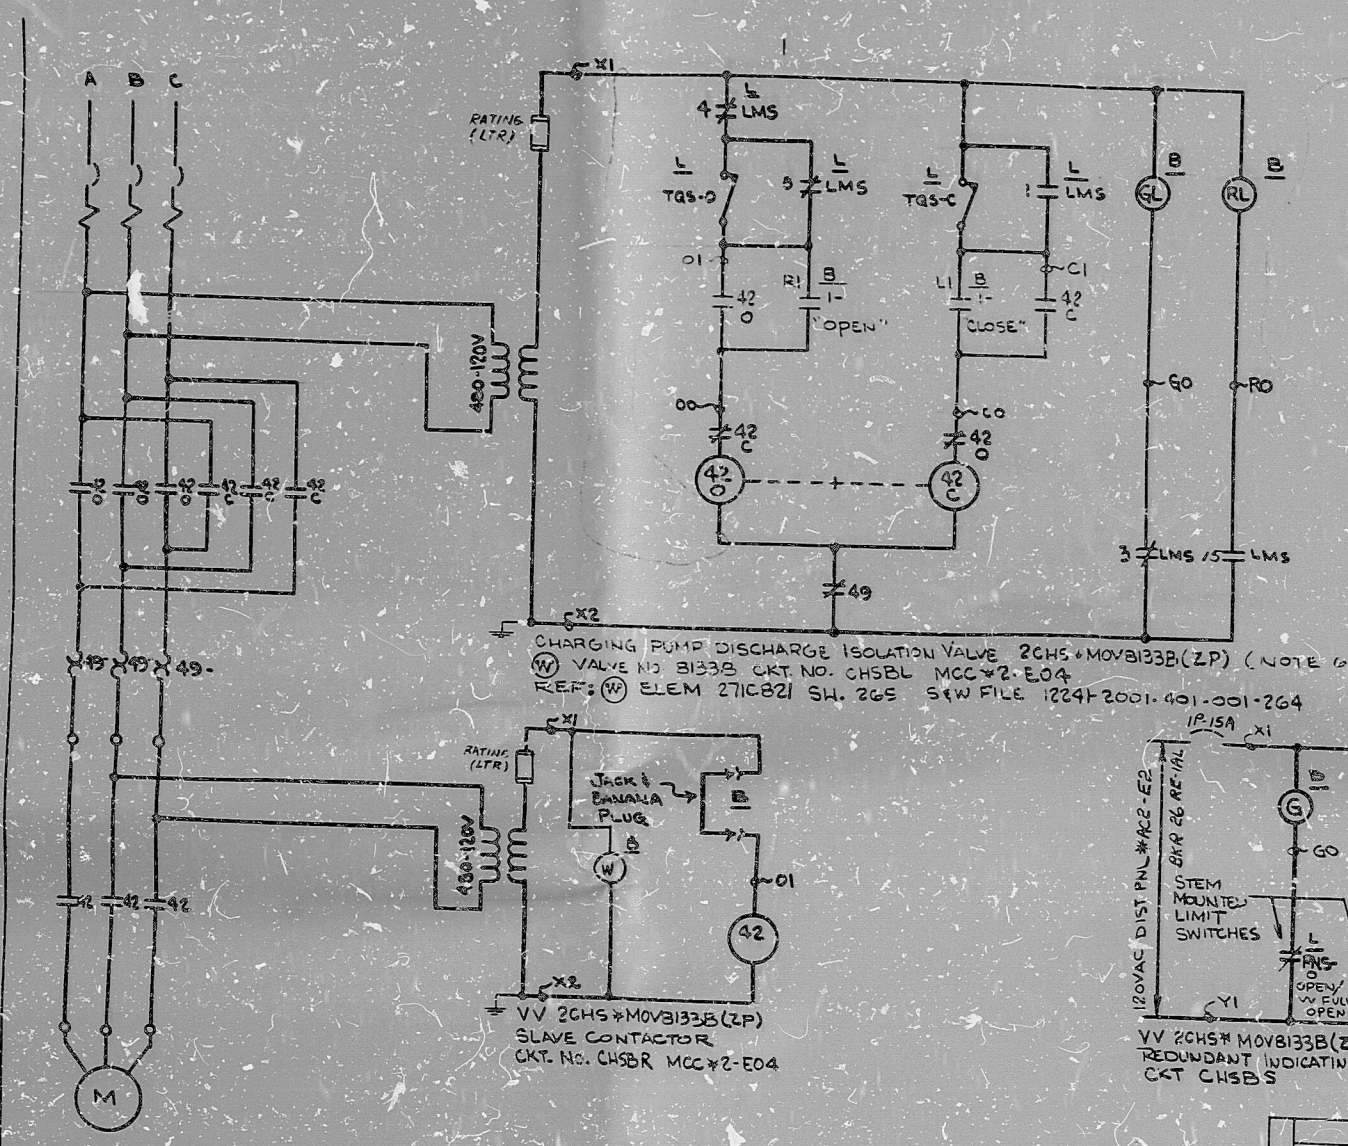 A B C
X1
RATING
(LTR)
4 L
LMS
L
TQS-O
5 L
LMS
L
TQS-C
1 L
LMS
B
GL
B
RL
480-120V
O1
42
O
R1 B
1-
"OPEN"
L1 B
1-
"CLOSE"
C1
42
C
GO
RO
OO
42
C
CO
42
O
42
O
42
C
42
O
42
O
42
O
42
C
42
C
42
C
3 LMS
15 LMS
49
X2
49 49 49
CHARGING PUMP DISCHARGE ISOLATION VALVE 2CHS*MOV8133B(ZP) (NOTE
W VALVE NO. 8133B CKT. NO. CHSBL MCC*2-E04
REF: W ELEM 271C821 SH. 265 S&W FILE 12241-2001.401-001-264
X1
RATING
(LTR)
JACK &
BANANA
PLUG
B
B
W
480-120V
O1
42
42 42 42
X2
VV 2CHS*MOV8133B(ZP)
SLAVE CONTACTOR
CKT. NO. CHSBR MCC*2-E04
M
1P-15A
X1
120VAC DIST. PNL *AC2-E2
BKR 26 RE-1AL
B
G
GO
STEM
MOUNTED
LIMIT
SWITCHES
L
O
OPEN/
OPEN
Y1
VV 2CHS* MOV8133B(
REDUNDANT INDICATIN
CKT CHSBS